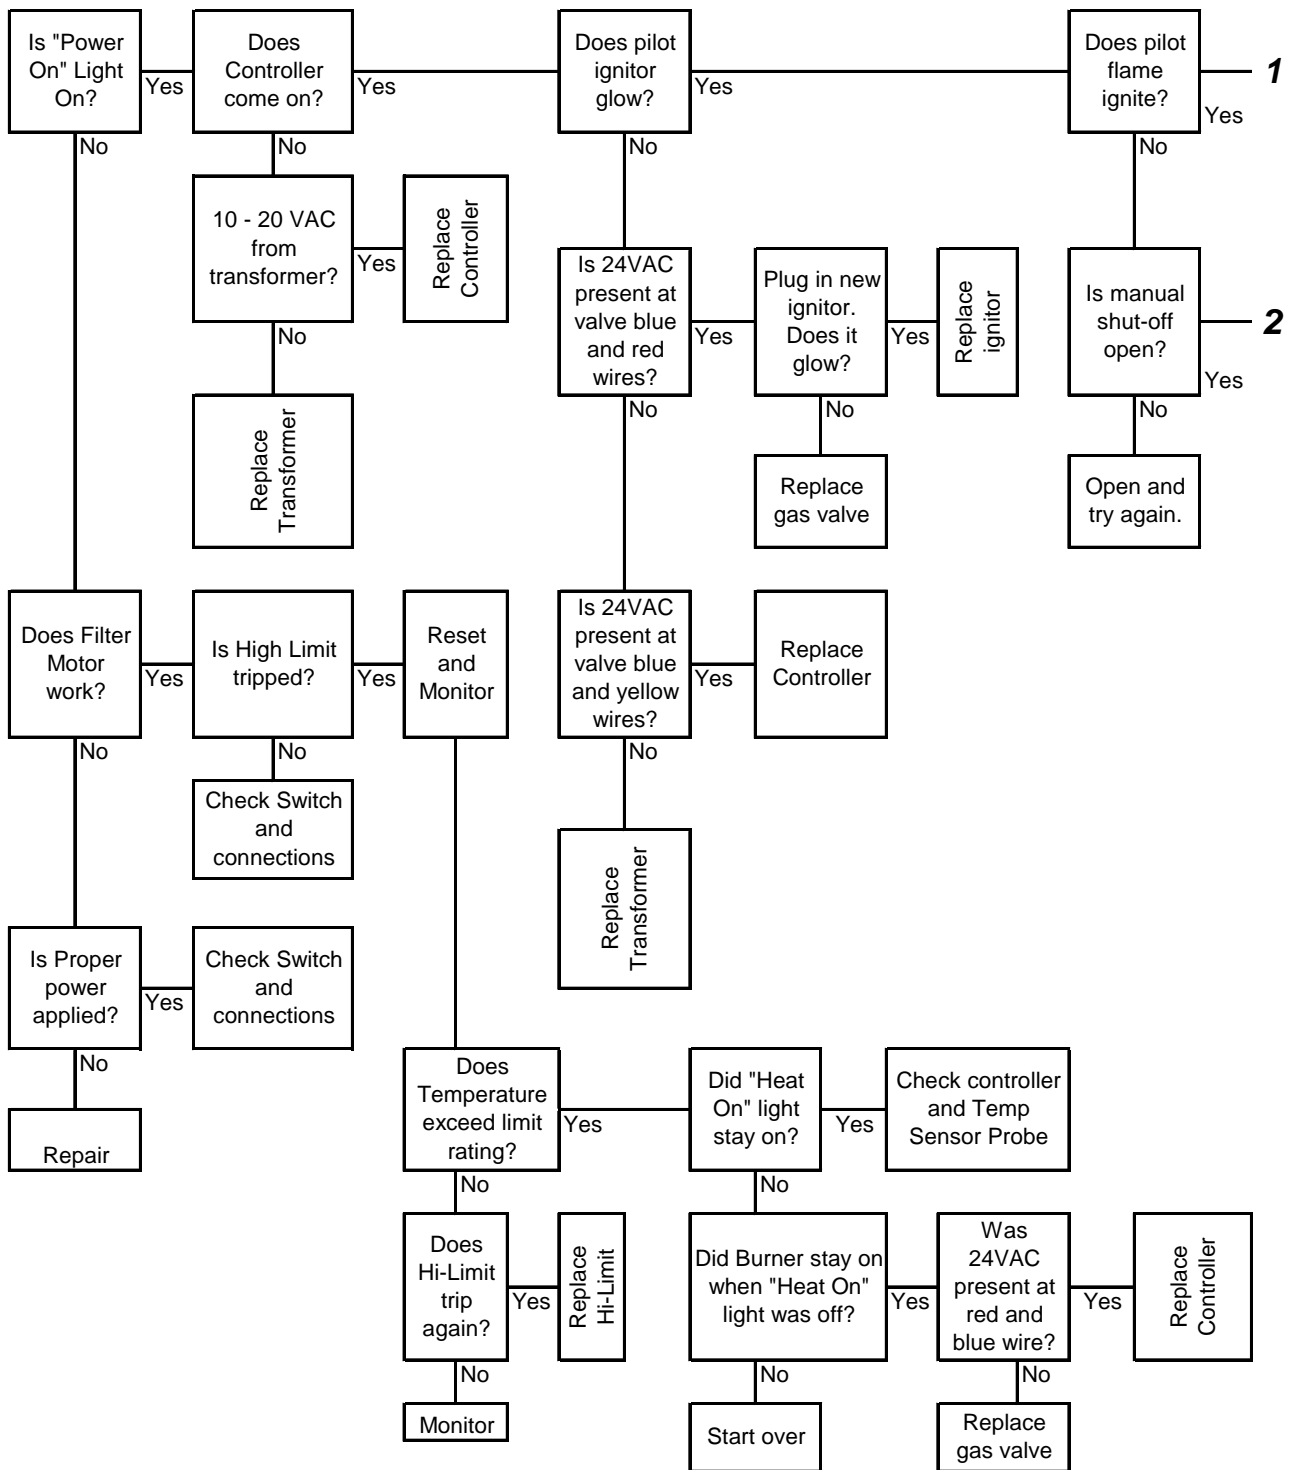 Is "Power
On" Light
On?
Yes
No
Does
Controller
come on?
Yes
No
Does pilot
ignitor
glow?
Yes
No
Does pilot
flame
ignite?
1
Yes
No
10 - 20 VAC
from
transformer?
Yes
No
Replace
Controller
Replace
Transformer
Is 24VAC
present at
valve blue
and red
wires?
Yes
No
Plug in new
ignitor.
Does it
glow?
Yes
No
Replace
ignitor
Replace
gas valve
Is manual
shut-off
open?
2
Yes
No
Open and
try again.
Does Filter
Motor
work?
Yes
No
Is High Limit
tripped?
Yes
No
Reset
and
Monitor
Check Switch
and
connections
Is 24VAC
present at
valve blue
and yellow
wires?
Yes
No
Replace
Controller
Replace
Transformer
Is Proper
power
applied?
Yes
No
Check Switch
and
connections
Repair
Does
Temperature
exceed limit
rating?
Yes
No
Did "Heat
On" light
stay on?
Yes
No
Check controller
and Temp
Sensor Probe
Does
Hi-Limit
trip
again?
Yes
No
Replace
Hi-Limit
Monitor
Did Burner stay on
when "Heat On"
light was off?
Yes
No
Start over
Was
24VAC
present at
red and
blue wire?
Yes
No
Replace
Controller
Replace
gas valve